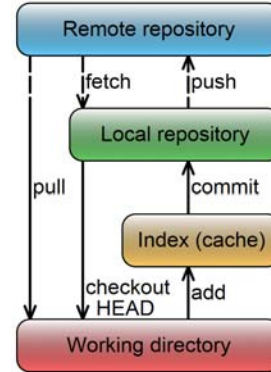 Remote repository
fetch
push
Local repository
pull
commit
Index (cache)
checkout
HEAD
add
Working directory